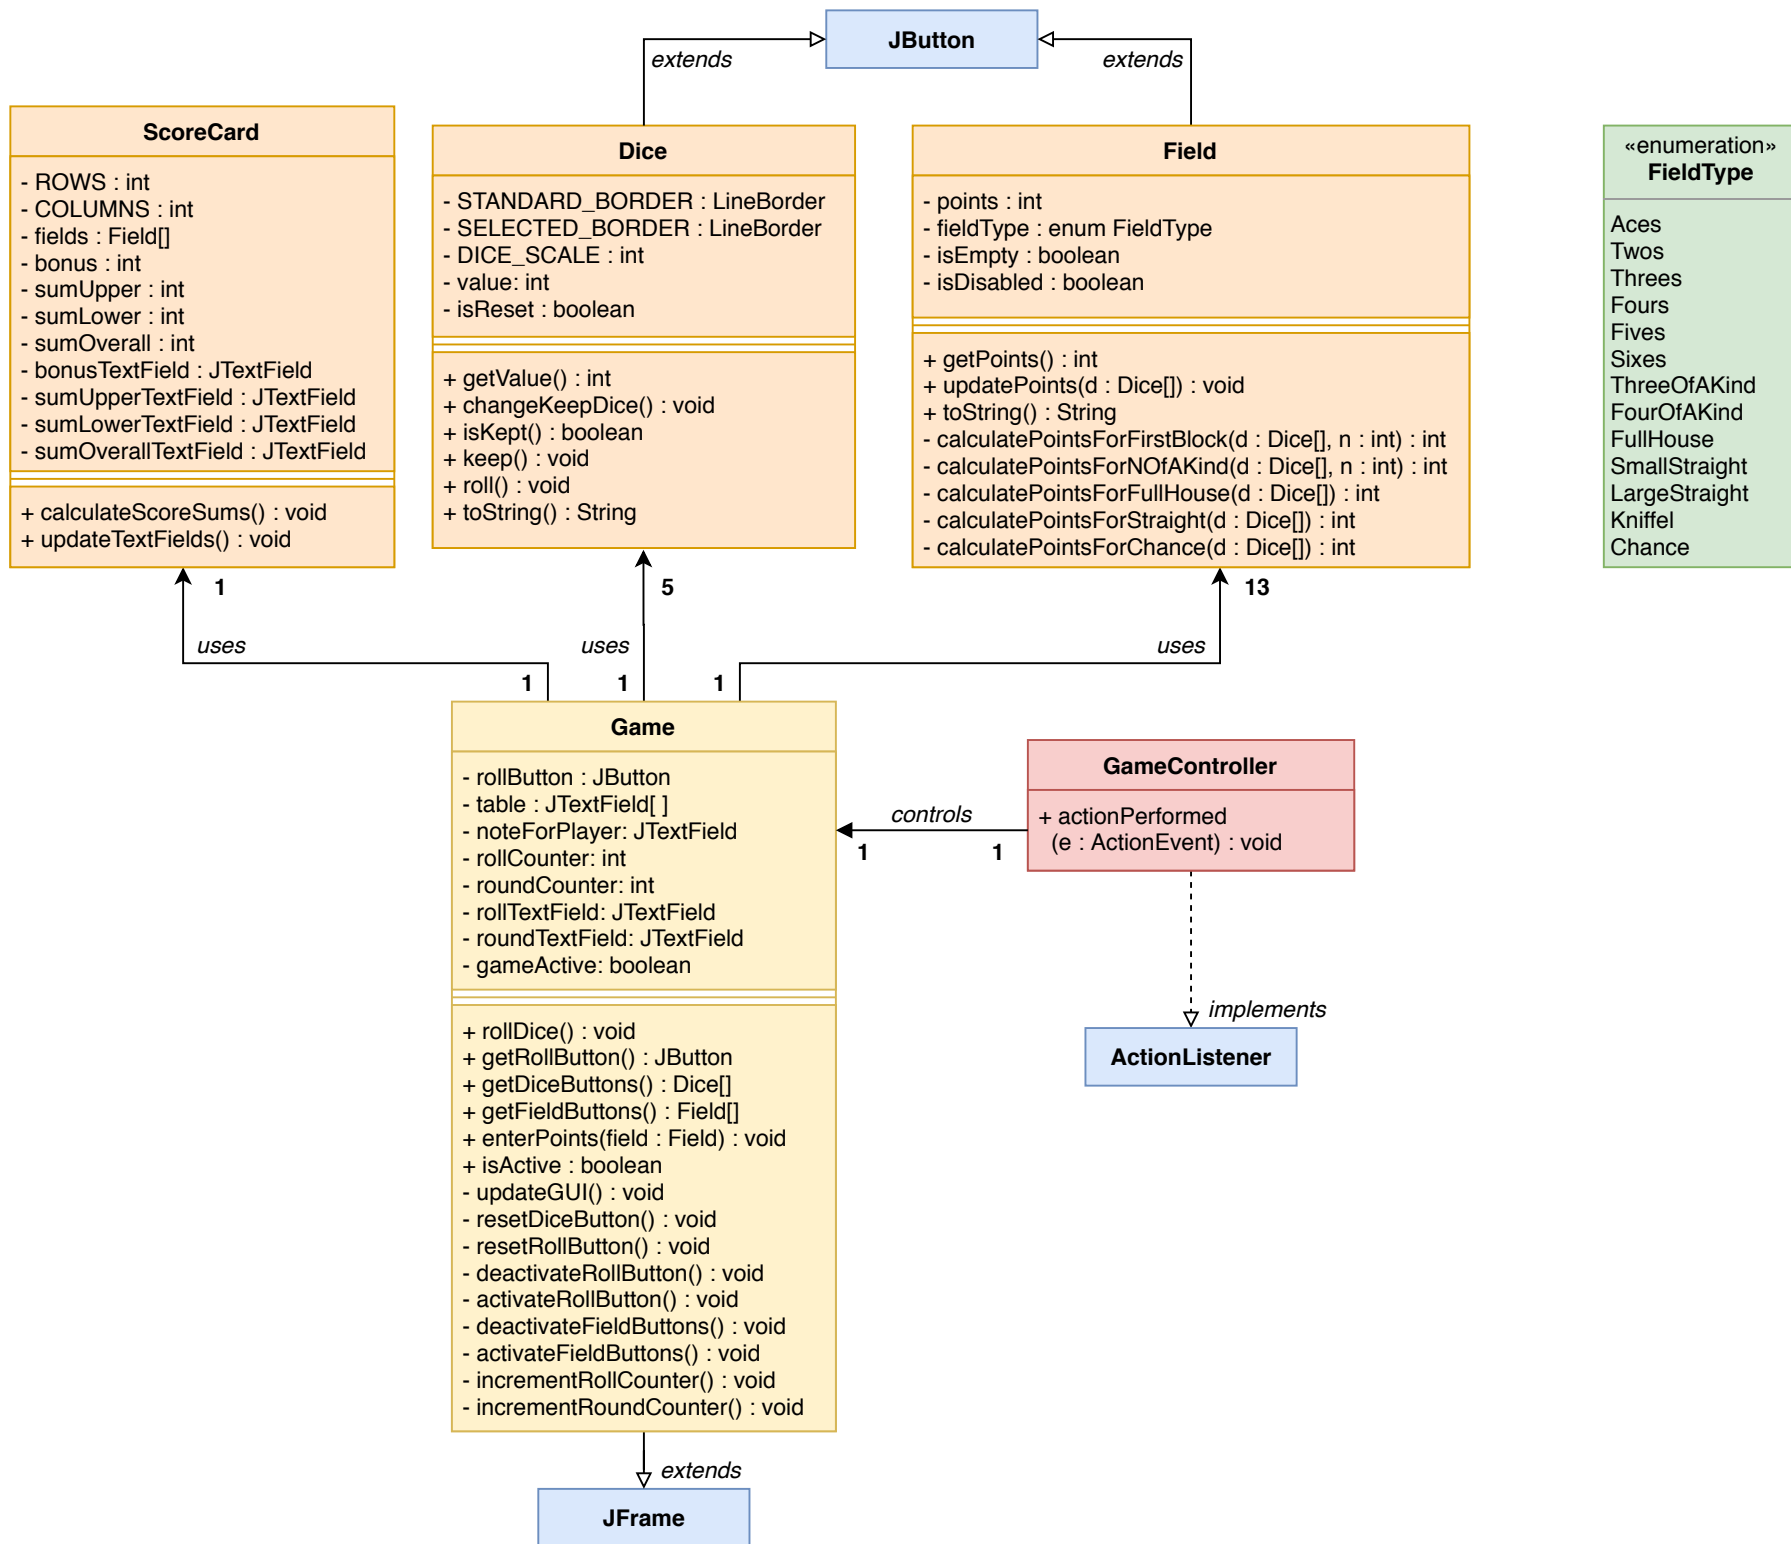 JButton
extends
extends
ScoreCard
- ROWS : int
- COLUMNS : int
- fields : Field[]
- bonus : int
- sumUpper : int
- sumLower : int
- sumOverall : int
- bonusTextField : JTextField
- sumUpperTextField : JTextField
- sumLowerTextField : JTextField
- sumOverallTextField : JTextField
+ calculateScoreSums() : void
+ updateTextFields() : void
Dice
- STANDARD_BORDER : LineBorder
- SELECTED_BORDER : LineBorder
- DICE_SCALE : int
- value: int
- isReset : boolean
+ getValue() : int
+ changeKeepDice() : void
+ isKept() : boolean
+ keep() : void
+ roll() : void
+ toString() : String
Field
- points : int
- fieldType : enum FieldType
- isEmpty : boolean
- isDisabled : boolean
+ getPoints() : int
+ updatePoints(d : Dice[]) : void
+ toString() : String
- calculatePointsForFirstBlock(d : Dice[], n : int) : int
- calculatePointsForNOfAKind(d : Dice[], n : int) : int
- calculatePointsForFullHouse(d : Dice[]) : int
- calculatePointsForStraight(d : Dice[]) : int
- calculatePointsForChance(d : Dice[]) : int
«enumeration»
FieldType
Aces
Twos
Threes
Fours
Fives
Sixes
ThreeOfAKind
FourOfAKind
FullHouse
SmallStraight
LargeStraight
Kniffel
Chance
1
5
13
uses
uses
uses
1
1
1
Game
- rollButton : JButton
- table : JTextField[ ]
- noteForPlayer: JTextField
- rollCounter: int
- roundCounter: int
- rollTextField: JTextField
- roundTextField: JTextField
- gameActive: boolean
+ rollDice() : void
+ getRollButton() : JButton
+ getDiceButtons() : Dice[]
+ getFieldButtons() : Field[]
+ enterPoints(field : Field) : void
+ isActive : boolean
- updateGUI() : void
- resetDiceButton() : void
- resetRollButton() : void
- deactivateRollButton() : void
- activateRollButton() : void
- deactivateFieldButtons() : void
- activateFieldButtons() : void
- incrementRollCounter() : void
- incrementRoundCounter() : void
controls
1
1
GameController
+ actionPerformed
(e : ActionEvent) : void
implements
ActionListener
extends
JFrame